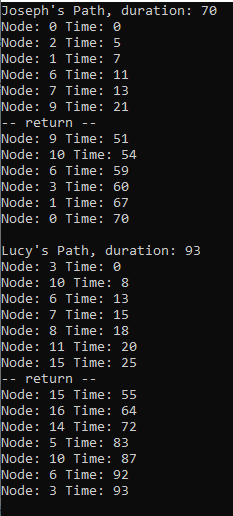 Joseph's Path, duration: 70
Node: 0 Time: 0
Node: 2 Time: 5
Node: 1 Time: 7
Node: 6 Time: 11
Node: 7 Time: 13
Node: 9 Time: 21
-- return --
Node: 9 Time: 51
Node: 10 Time: 54
Node: 6 Time: 59
Node: 3 Time: 60
Node: 1 Time: 67
Node: 0 Time: 70

Lucy's Path, duration: 93
Node: 3 Time: 0
Node: 10 Time: 8
Node: 6 Time: 13
Node: 7 Time: 15
Node: 8 Time: 18
Node: 11 Time: 20
Node: 15 Time: 25
-- return --
Node: 15 Time: 55
Node: 16 Time: 64
Node: 14 Time: 72
Node: 5 Time: 83
Node: 10 Time: 87
Node: 6 Time: 92
Node: 3 Time: 93